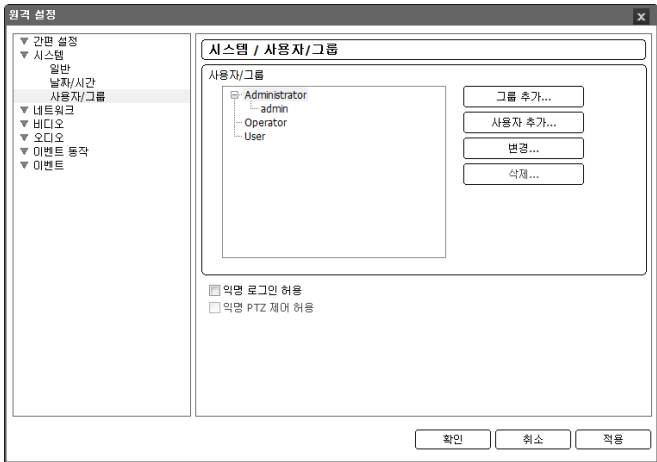 원격 설정
간편 설정
시스템
일반
날짜/시간
사용자/그룹
네트워크
비디오
오디오
이벤트 동작
이벤트
시스템 / 사용자/그룹
사용자/그룹
Administrator
admin
Operator
User
그룹 추가...
사용자 추가...
변경...
삭제...
익명 로그인 허용
익명 PTZ 제어 허용
확인
취소
적용